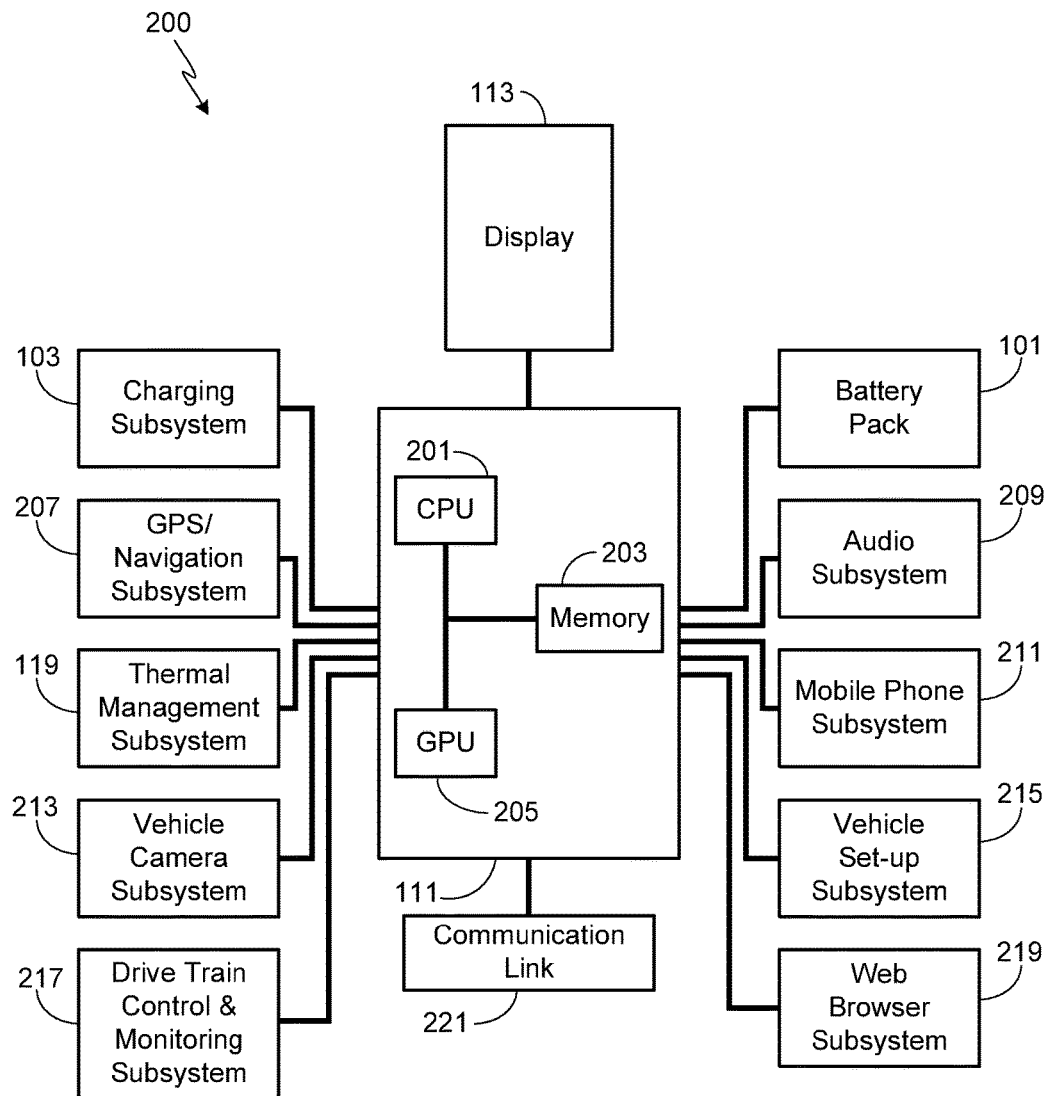 200
113
Display
103
Charging
Subsystem
101
Battery
Pack
201
CPU
207
GPS/
Navigation
Subsystem
209
Audio
Subsystem
203
Memory
119
Thermal
Management
Subsystem
211
Mobile Phone
Subsystem
GPU
205
213
Vehicle
Camera
Subsystem
215
Vehicle
Set-up
Subsystem
111
Communication
Link
221
217
Drive Train
Control &
Monitoring
Subsystem
219
Web
Browser
Subsystem